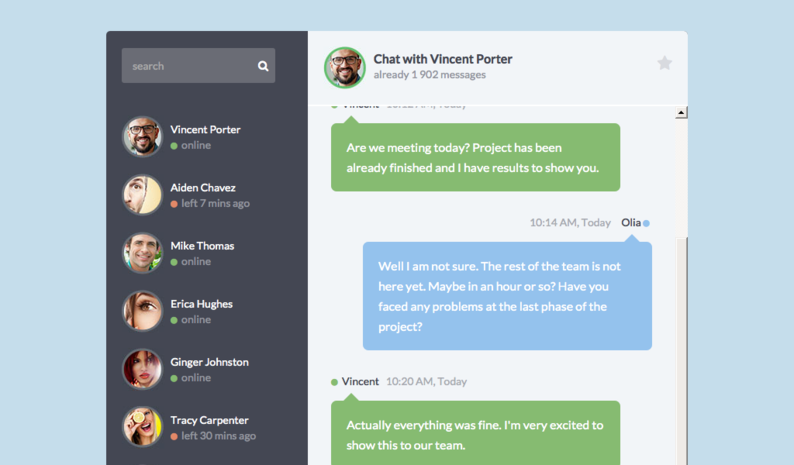 search
Vincent Porter
online
Aiden Chavez
left 7 mins ago
Mike Thomas
online
Erica Hughes
online
Ginger Johnston
online
Tracy Carpenter
left 30 mins ago
Chat with Vincent Porter
already 1 902 messages
Vincent 10:12 AM, Today
Are we meeting today? Project has been
already finished and I have results to show you.
10:14 AM, Today Olia
Well I am not sure. The rest of the team is not
here yet. Maybe in an hour or so? Have you
faced any problems at the last phase of the
project?
Vincent 10:20 AM, Today
Actually everything was fine. I'm very excited to
show this to our team.